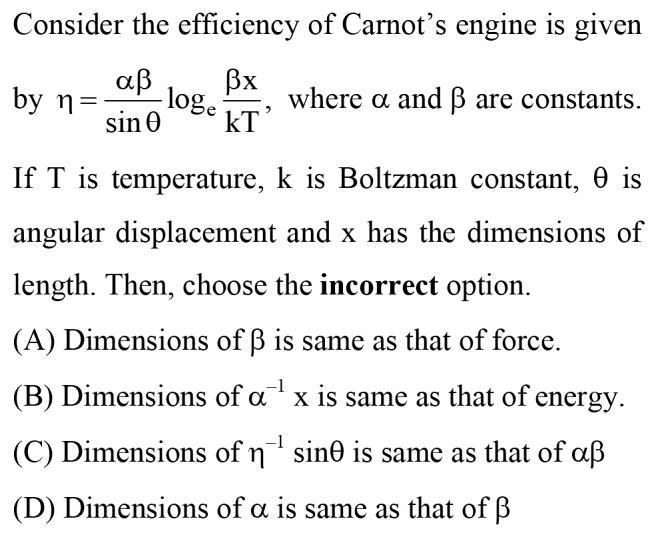 Consider the efficiency of Carnot’s engine is given
by η = αβ/sin θ logₑ βx/kT, where α and β are constants.
If T is temperature, k is Boltzman constant, θ is
angular displacement and x has the dimensions of
length. Then, choose the incorrect option.
(A) Dimensions of β is same as that of force.
(B) Dimensions of α⁻¹ x is same as that of energy.
(C) Dimensions of η⁻¹ sinθ is same as that of αβ
(D) Dimensions of α is same as that of β